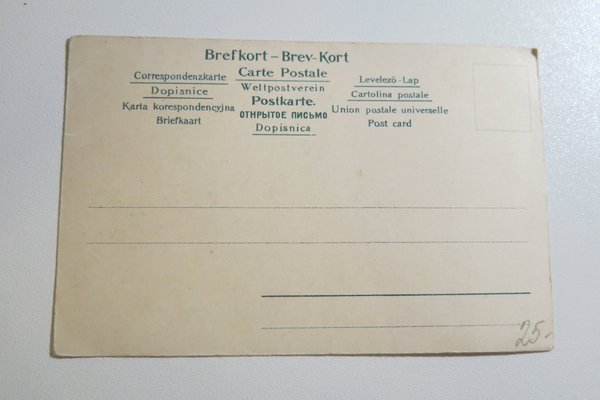 Brefkort – Brev-Kort
Correspondenzkarte
Dopisnice
Karta korespondencyjna
Briefkaart
Carte Postale
Weltpostverein
Postkarte.
ОТКРЫТОЕ ПИСЬМО
Dopisnica
Levelező-Lap
Cartolina postale
Union postale universelle
Post card
25-